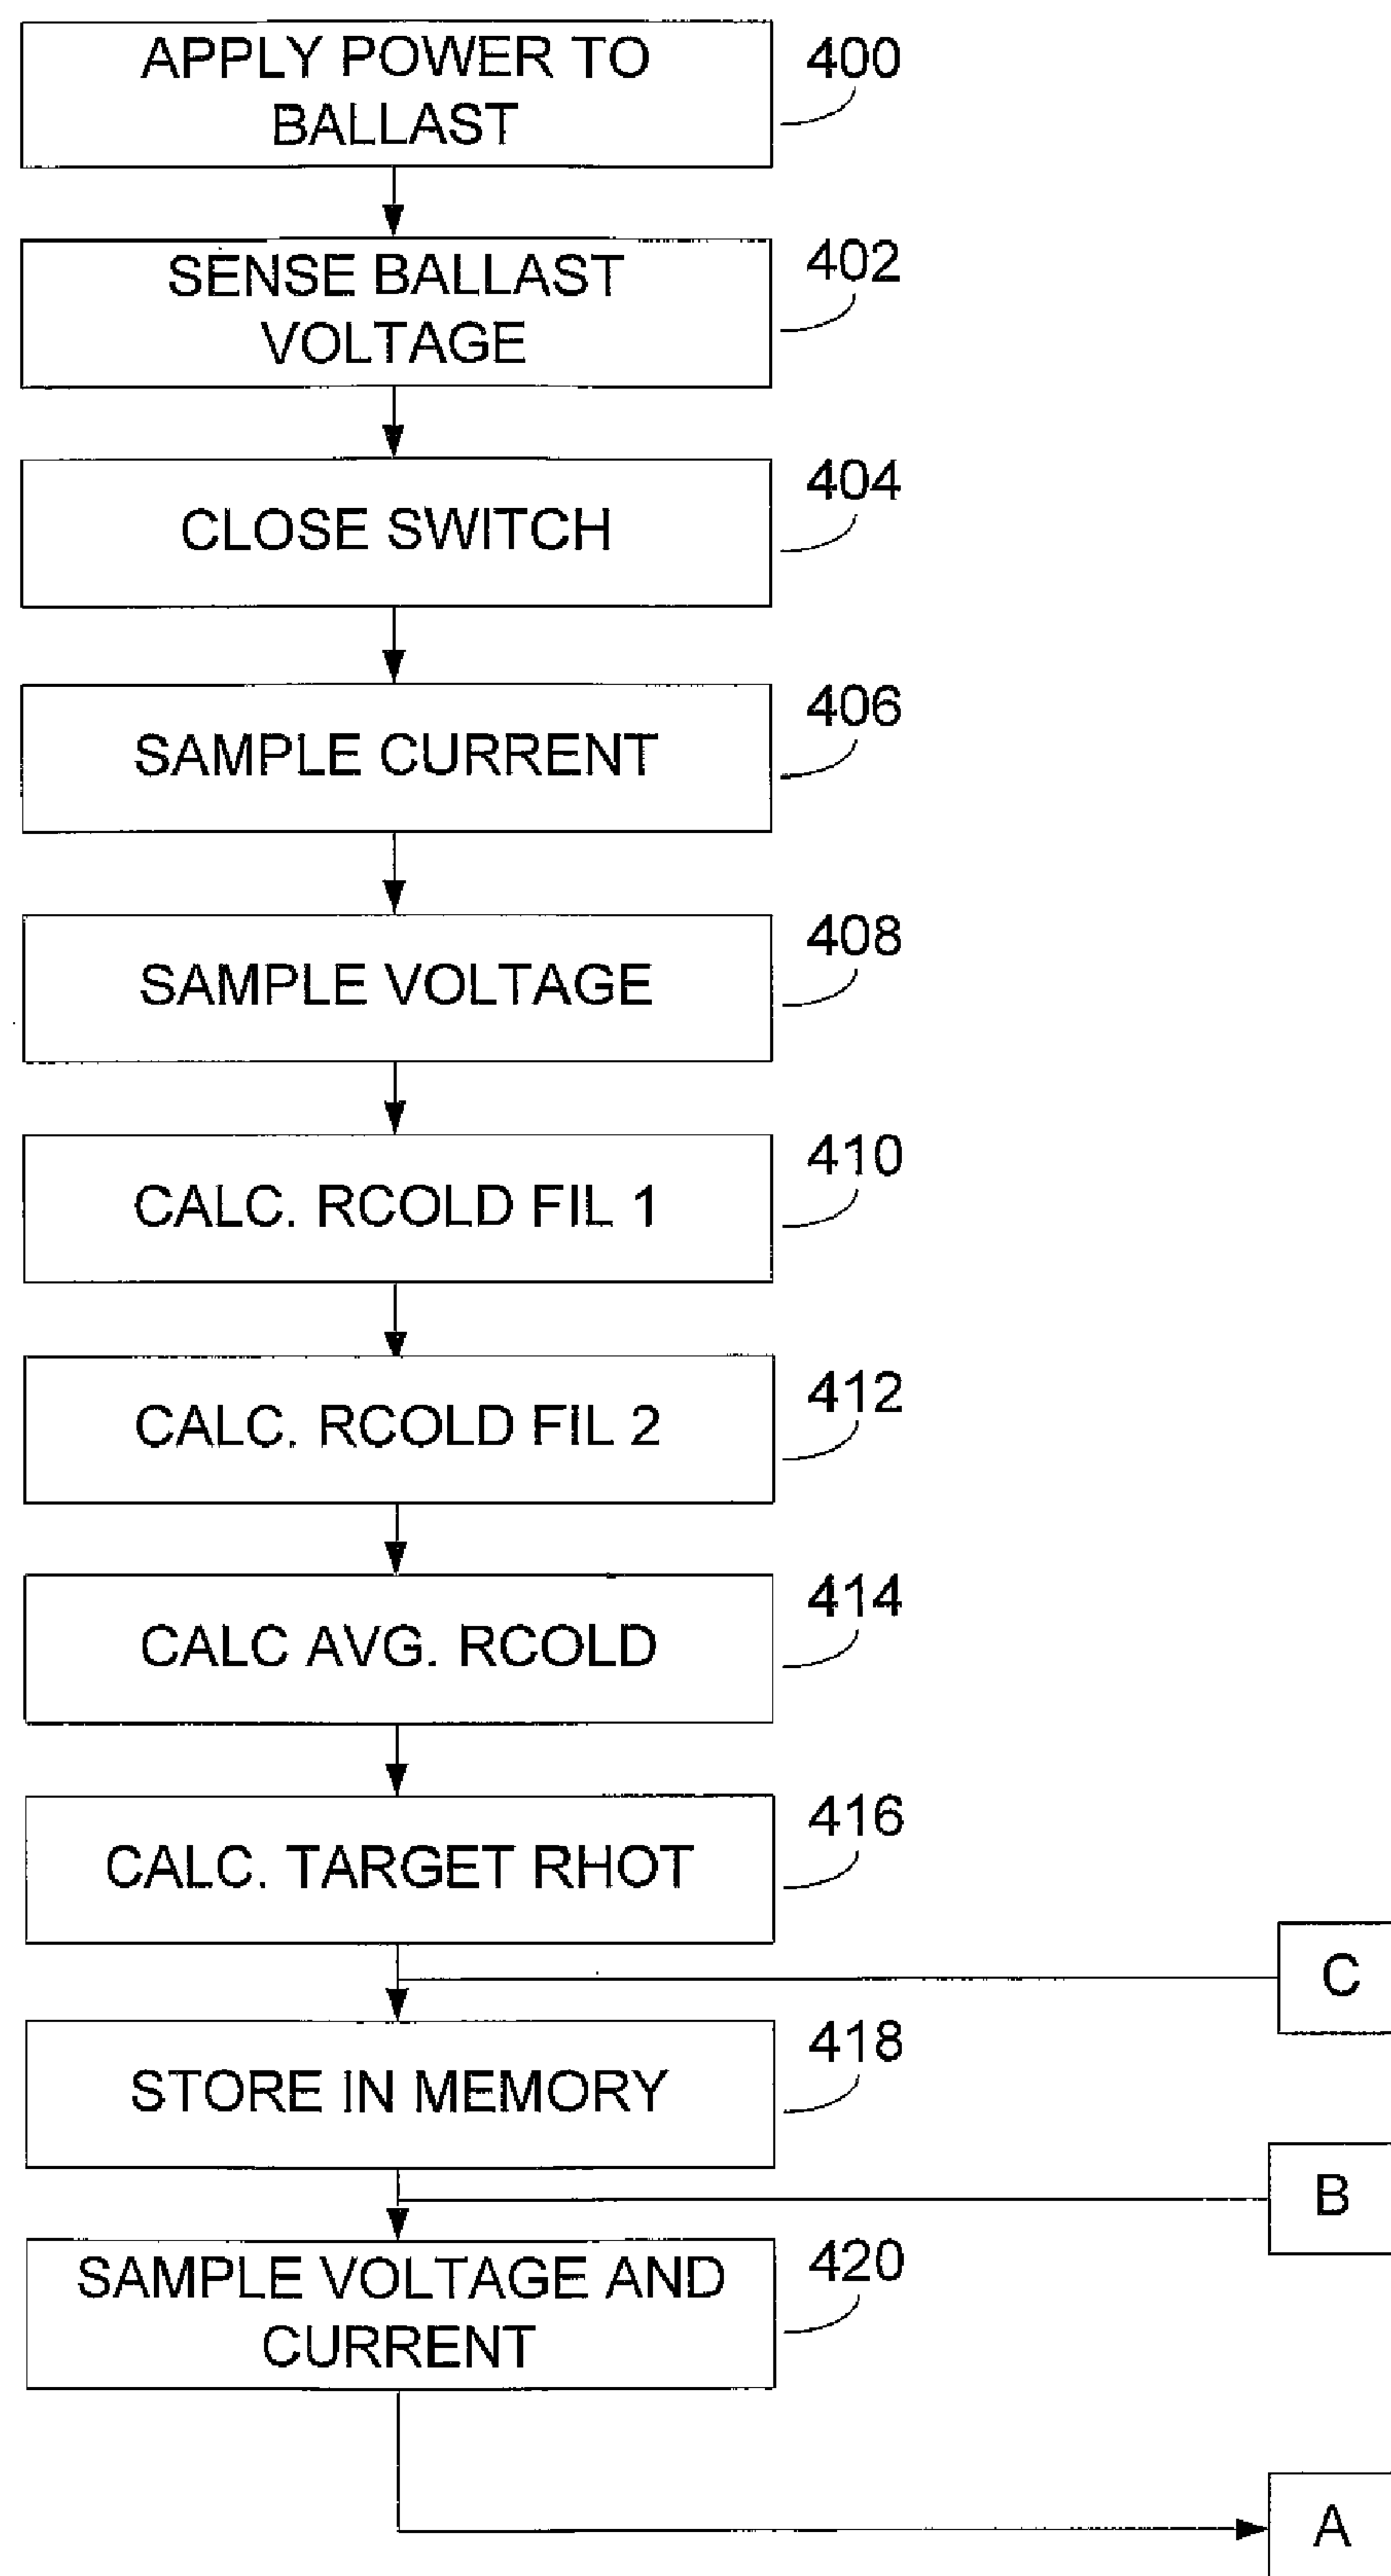 APPLY POWER TO
BALLAST
400
SENSE BALLAST
VOLTAGE
402
CLOSE SWITCH
404
SAMPLE CURRENT
406
SAMPLE VOLTAGE
408
CALC. RCOLD FIL 1
410
CALC. RCOLD FIL 2
412
CALC AVG. RCOLD
414
CALC. TARGET RHOT
416
C
STORE IN MEMORY
418
B
SAMPLE VOLTAGE AND
CURRENT
420
A